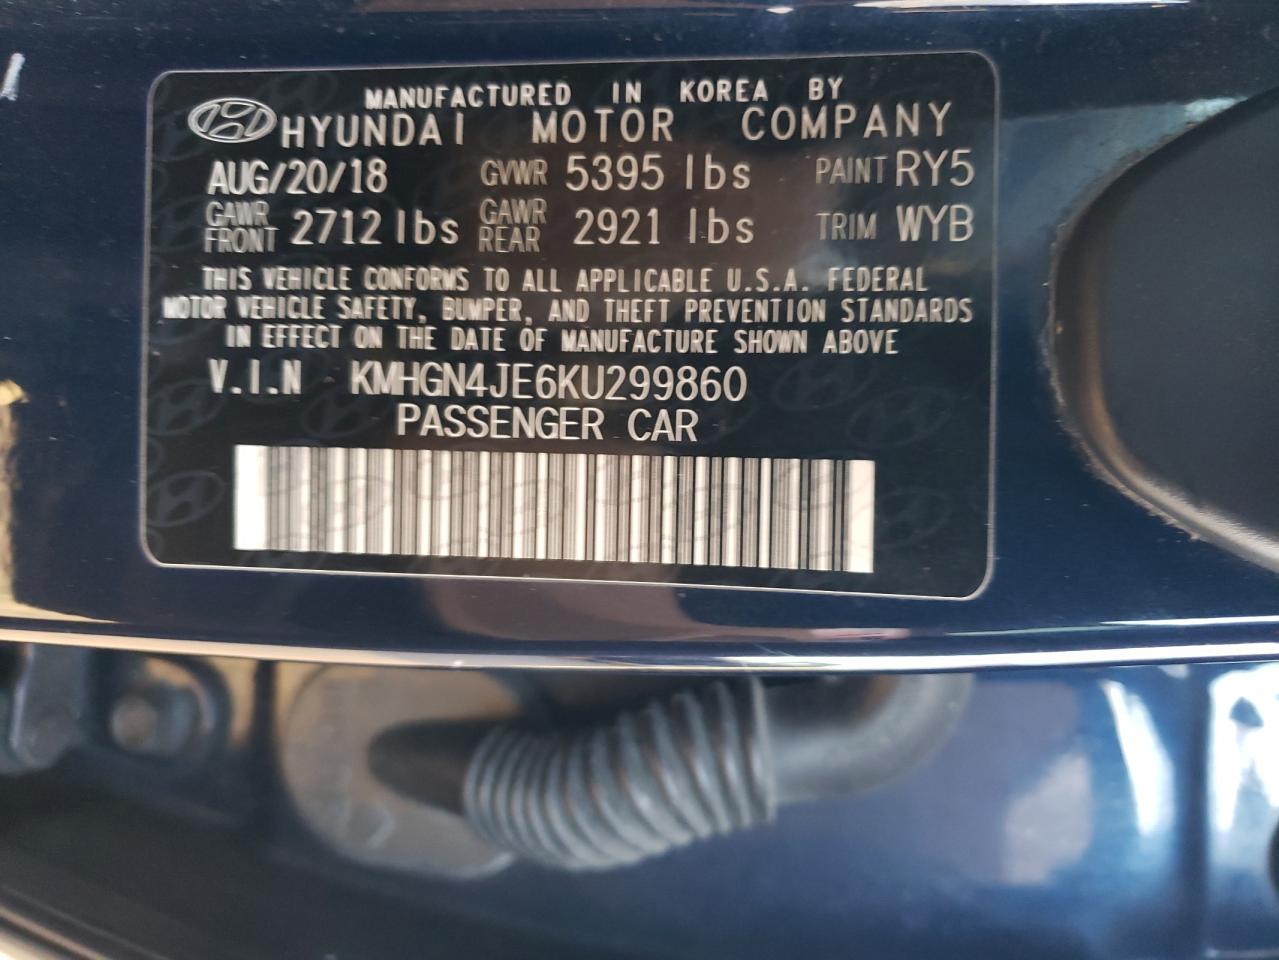 MANUFACTURED IN KOREA BY
HYUNDAI MOTOR COMPANY
AUG/20/18 GVWR 5395 lbs PAINT RY5
GAWR FRONT 2712 lbs GAWR REAR 2921 lbs TRIM WYB
THIS VEHICLE CONFORMS TO ALL APPLICABLE U.S.A. FEDERAL
MOTOR VEHICLE SAFETY, BUMPER, AND THEFT PREVENTION STANDARDS
IN EFFECT ON THE DATE OF MANUFACTURE SHOWN ABOVE
V.I.N KMHGN4JE6KU299860
PASSENGER CAR